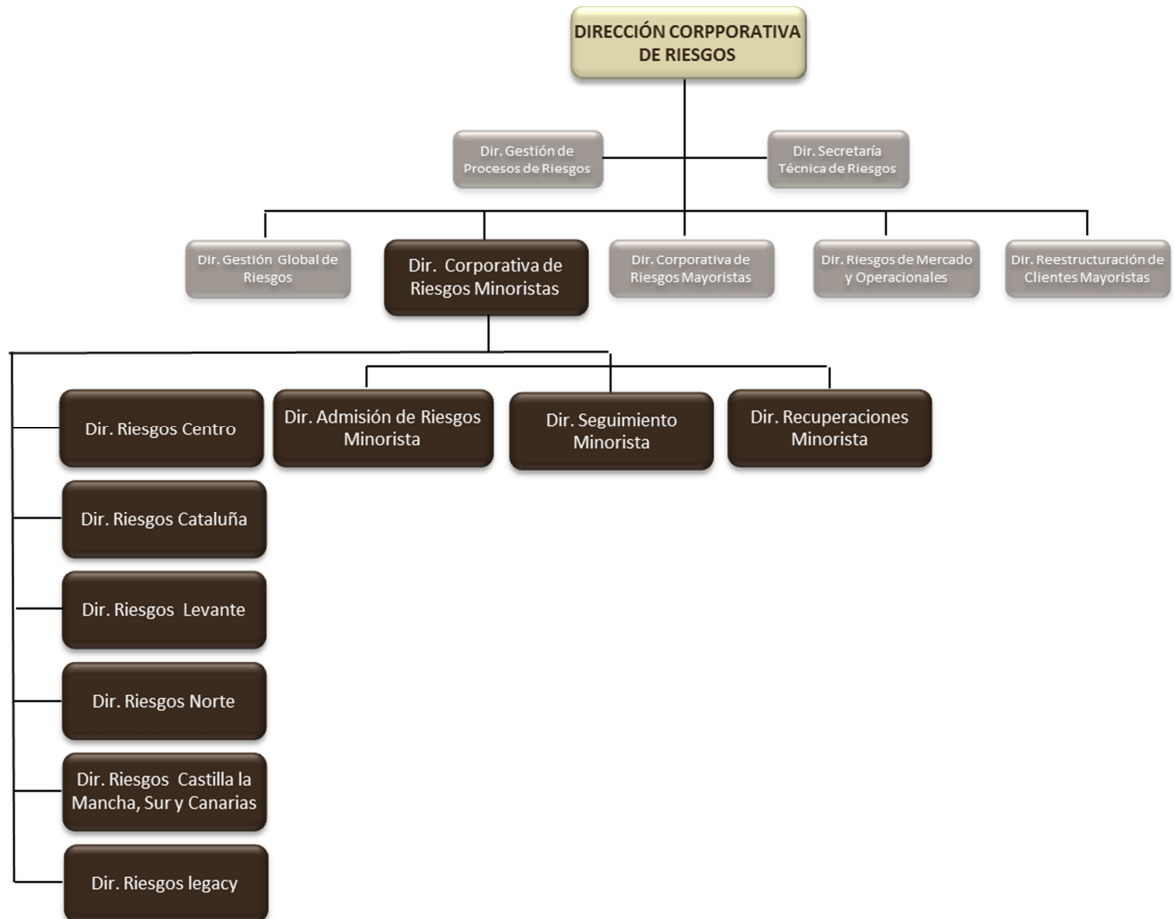 DIRECCIÓN CORPPORATIVA
DE RIESGOS
Dir. Gestión de
Procesos de Riesgos
Dir. Secretaría
Técnica de Riesgos
Dir. Gestión Global de
Riesgos
Dir. Corporativa de
Riesgos Minoristas
Dir. Corporativa de
Riesgos Mayoristas
Dir. Riesgos de Mercado
y Operacionales
Dir. Reestructuración de
Clientes Mayoristas
Dir. Riesgos Centro
Dir. Admisión de Riesgos
Minorista
Dir. Seguimiento
Minorista
Dir. Recuperaciones
Minorista
Dir. Riesgos Cataluña
Dir. Riesgos Levante
Dir. Riesgos Norte
Dir. Riesgos Castilla la
Mancha, Sur y Canarias
Dir. Riesgos legacy